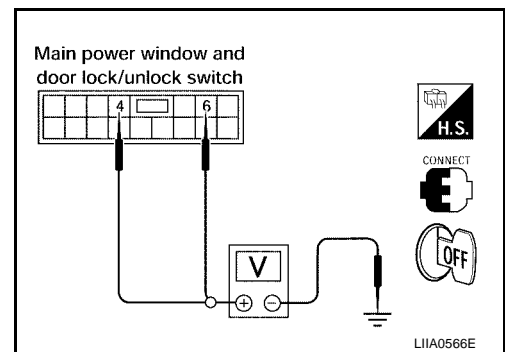 Main power window and
door lock/unlock switch
4 6
H.S.
CONNECT
V
OFF
+ −
LIIA0566E